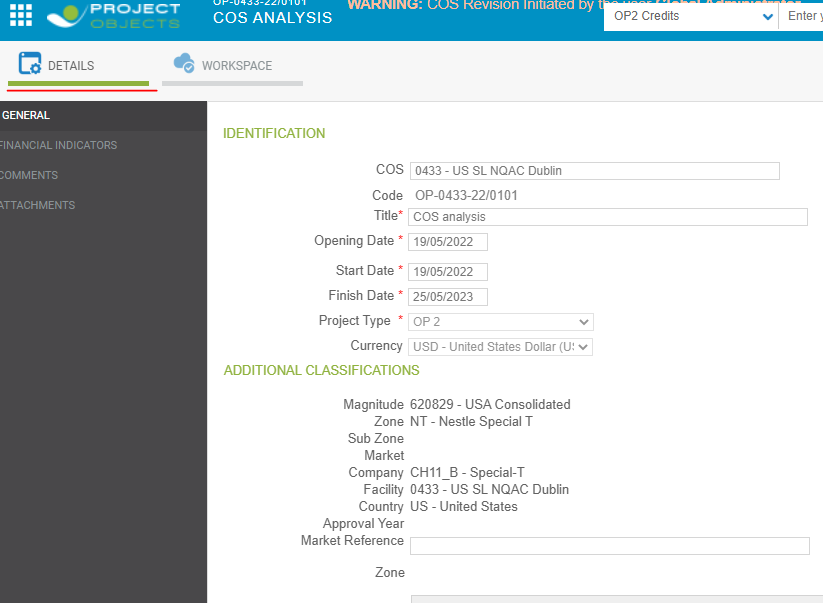 PROJECT
OBJECTS
OP-0433-22/0101
COS ANALYSIS
WARNING: COS Revision Initiated by the user Global Administrator
OP2 Credits
Enter
DETAILS
WORKSPACE
GENERAL
FINANCIAL INDICATORS
COMMENTS
ATTACHMENTS
IDENTIFICATION
COS 0433 - US SL NQAC Dublin
Code OP-0433-22/0101
Title* COS analysis
Opening Date * 19/05/2022
Start Date * 19/05/2022
Finish Date * 25/05/2023
Project Type * OP 2
Currency USD - United States Dollar (U
ADDITIONAL CLASSIFICATIONS
Magnitude 620829 - USA Consolidated
Zone NT - Nestle Special T
Sub Zone
Market
Company CH11_B - Special-T
Facility 0433 - US SL NQAC Dublin
Country US - United States
Approval Year
Market Reference
Zone